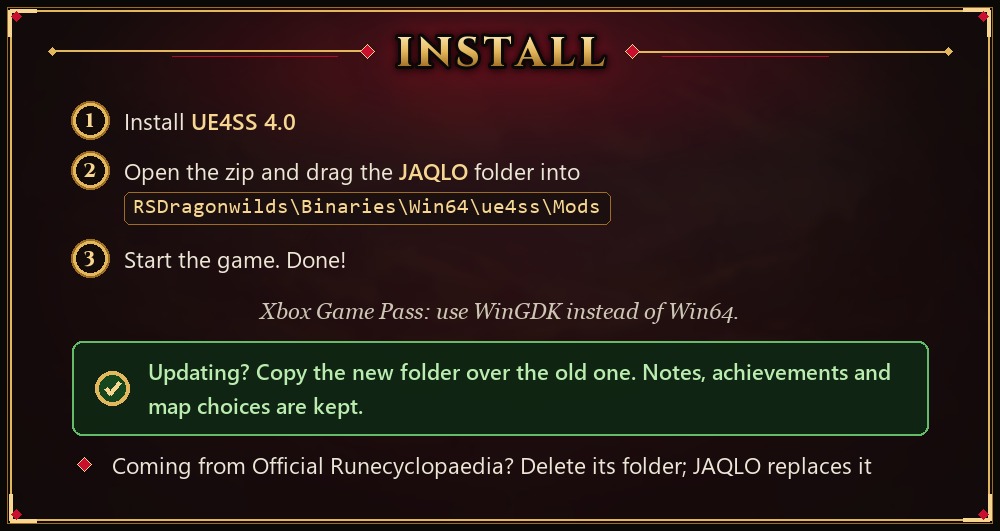 INSTALL
1 Install UE4SS 4.0
2 Open the zip and drag the JAQLO folder into
RSDragonwilds\Binaries\Win64\ue4ss\Mods
3 Start the game. Done!
Xbox Game Pass: use WinGDK instead of Win64.
Updating? Copy the new folder over the old one. Notes, achievements and
map choices are kept.
Coming from Official Runecyclopaedia? Delete its folder; JAQLO replaces it